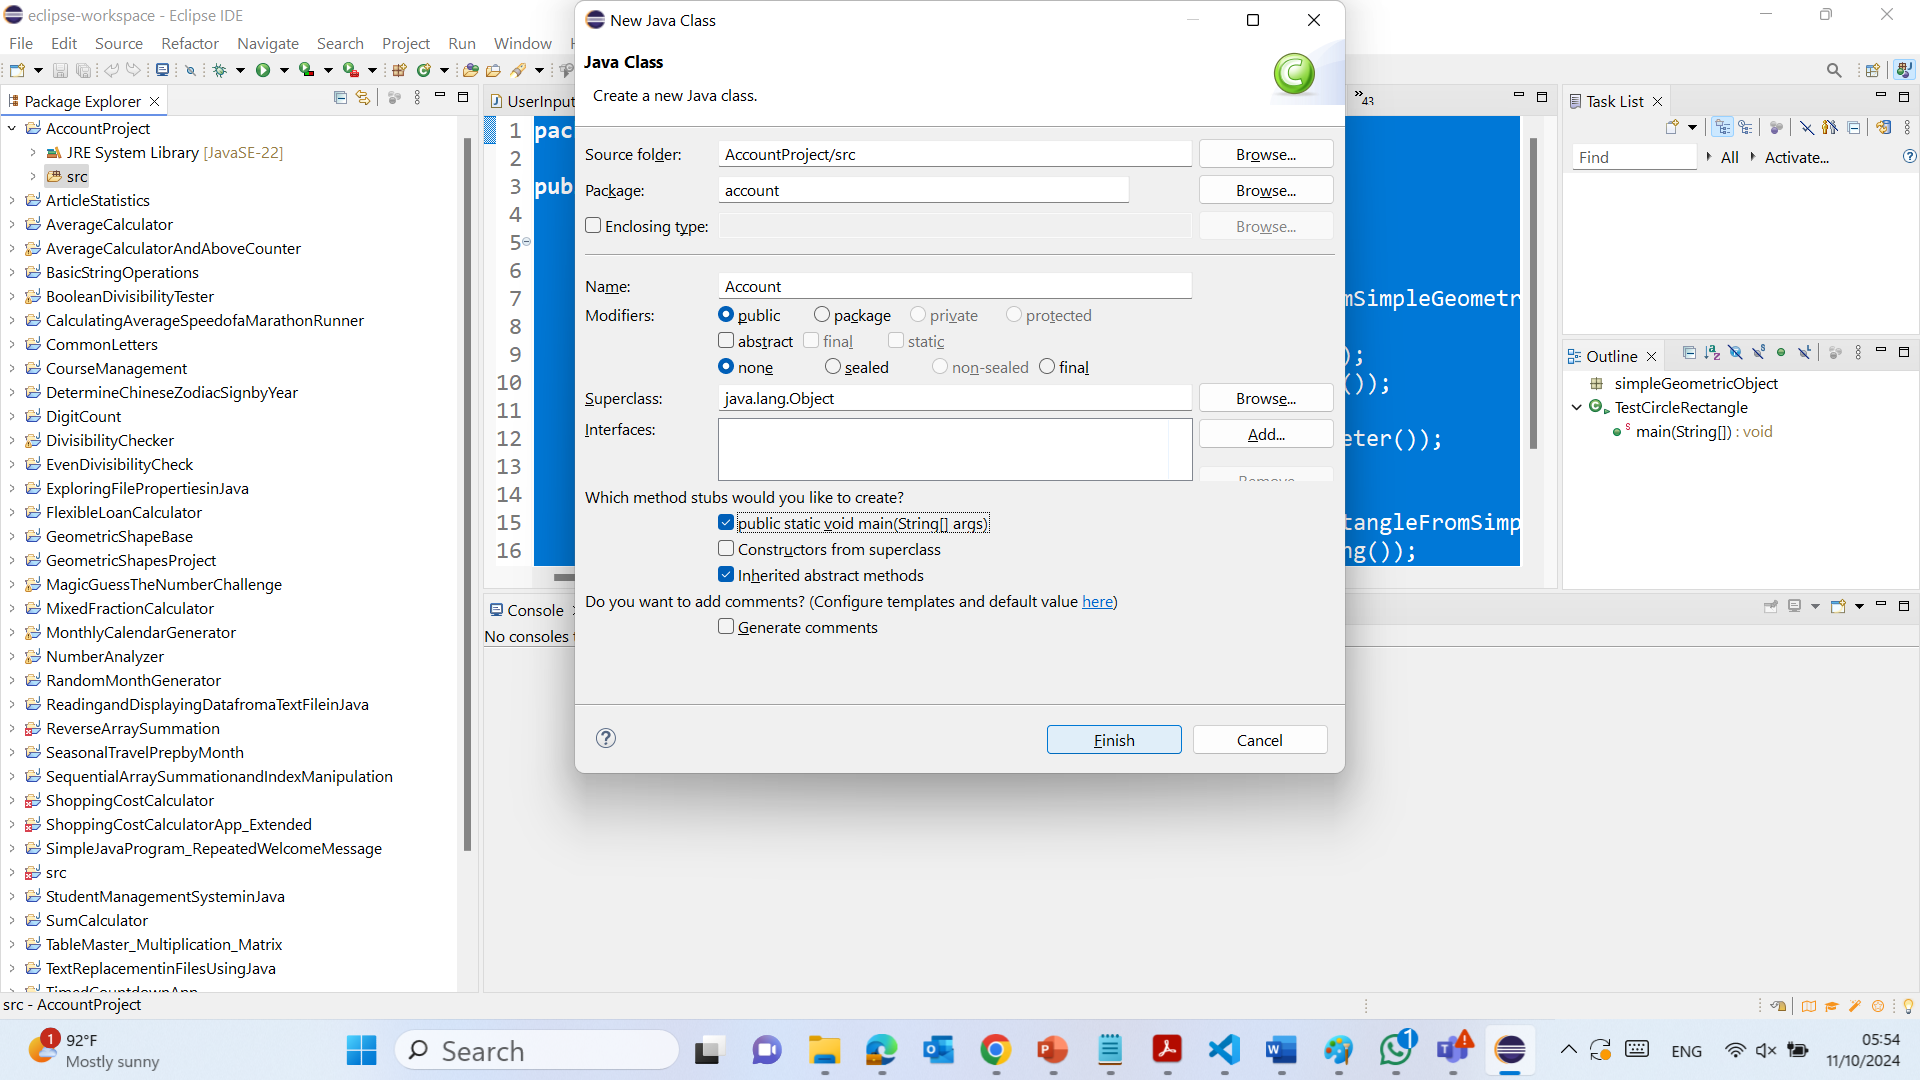 eclipse-workspace - Eclipse IDE
File Edit Source Refactor Navigate Search Project Run Window
Package Explorer
AccountProject
JRE System Library [JavaSE-22]
src
ArticleStatistics
AverageCalculator
AverageCalculatorAndAboveCounter
BasicStringOperations
BooleanDivisibilityTester
CalculatingAverageSpeedofaMarathonRunner
CommonLetters
CourseManagement
DetermineChineseZodiacSignbyYear
DigitCount
DivisibilityChecker
EvenDivisibilityCheck
ExploringFilePropertiesinJava
FlexibleLoanCalculator
GeometricShapeBase
GeometricShapesProject
MagicGuessTheNumberChallenge
MixedFractionCalculator
MonthlyCalendarGenerator
NumberAnalyzer
RandomMonthGenerator
ReadingandDisplayingDatafromaTextFileinJava
ReverseArraySummation
SeasonalTravelPrepbyMonth
SequentialArraySummationandIndexManipulation
ShoppingCostCalculator
ShoppingCostCalculatorApp_Extended
SimpleJavaProgram_RepeatedWelcomeMessage
src
StudentManagementSysteminJava
SumCalculator
TableMaster_Multiplication_Matrix
TextReplacementinFilesUsingJava
TimedCountdownApp
src - AccountProject
UserInput
1 pac
2
3 pub
4
5
6
7
8
9
10
11
12
13
14
15
16
New Java Class
Java Class
Create a new Java class.
Source folder: AccountProject/src Browse...
Package: account Browse...
Enclosing type: Browse...
Name: Account
Modifiers: public package private protected
abstract final static
none sealed non-sealed final
Superclass: java.lang.Object Browse...
Interfaces: Add...
Remove
Which method stubs would you like to create?
public static void main(String[] args)
Constructors from superclass
Inherited abstract methods
Do you want to add comments? (Configure templates and default value here)
Generate comments
Finish Cancel
»43
mSimpleGeometr
);
());
eter());
tangleFromSimp
ng());
Console
No consoles
Task List
Find All Activate...
Outline
simpleGeometricObject
TestCircleRectangle
main(String[]) : void
1
92°F
Mostly sunny
Search
1
ENG
05:54
11/10/2024